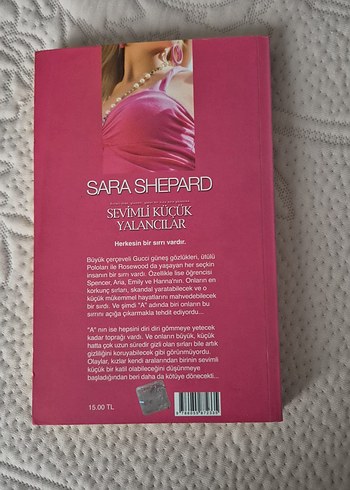 SARA SHEPARD
SEVİMLİ KÜÇÜK
YALANCILAR
Herkesin bir sırrı vardır.
Büyük çerçeveli Gucci güneş gözlükleri, ütülü
Poloları ile Rosewood da yaşayan her seçkin
insanın bir sırrı vardı. Özellikle lise öğrencisi
Spencer, Aria, Emily ve Hanna'nın. Onların en
korkunç sırları, skandal yaratabilecek ve o
küçük mükemmel hayatlarını mahvedebilecek
bir sırdı. Ve şimdi "A" adında biri onların bu
sırrını açığa çıkarmakla tehdit ediyordu...
"A" nın ise hepsini diri diri gömmeye yetecek
kadar toprağı vardı. Ve onların büyük, küçük
hatta çok uzun süredir gizli olan sırları bile artık
gizliliğini koruyabilecek gibi görünmüyordu.
Olaylar, kızlar kendi aralarından birinin sevimli
küçük bir katil olabileceğini düşünmeye
başladığından beri daha da kötüye dönecekti...
15.00 TL